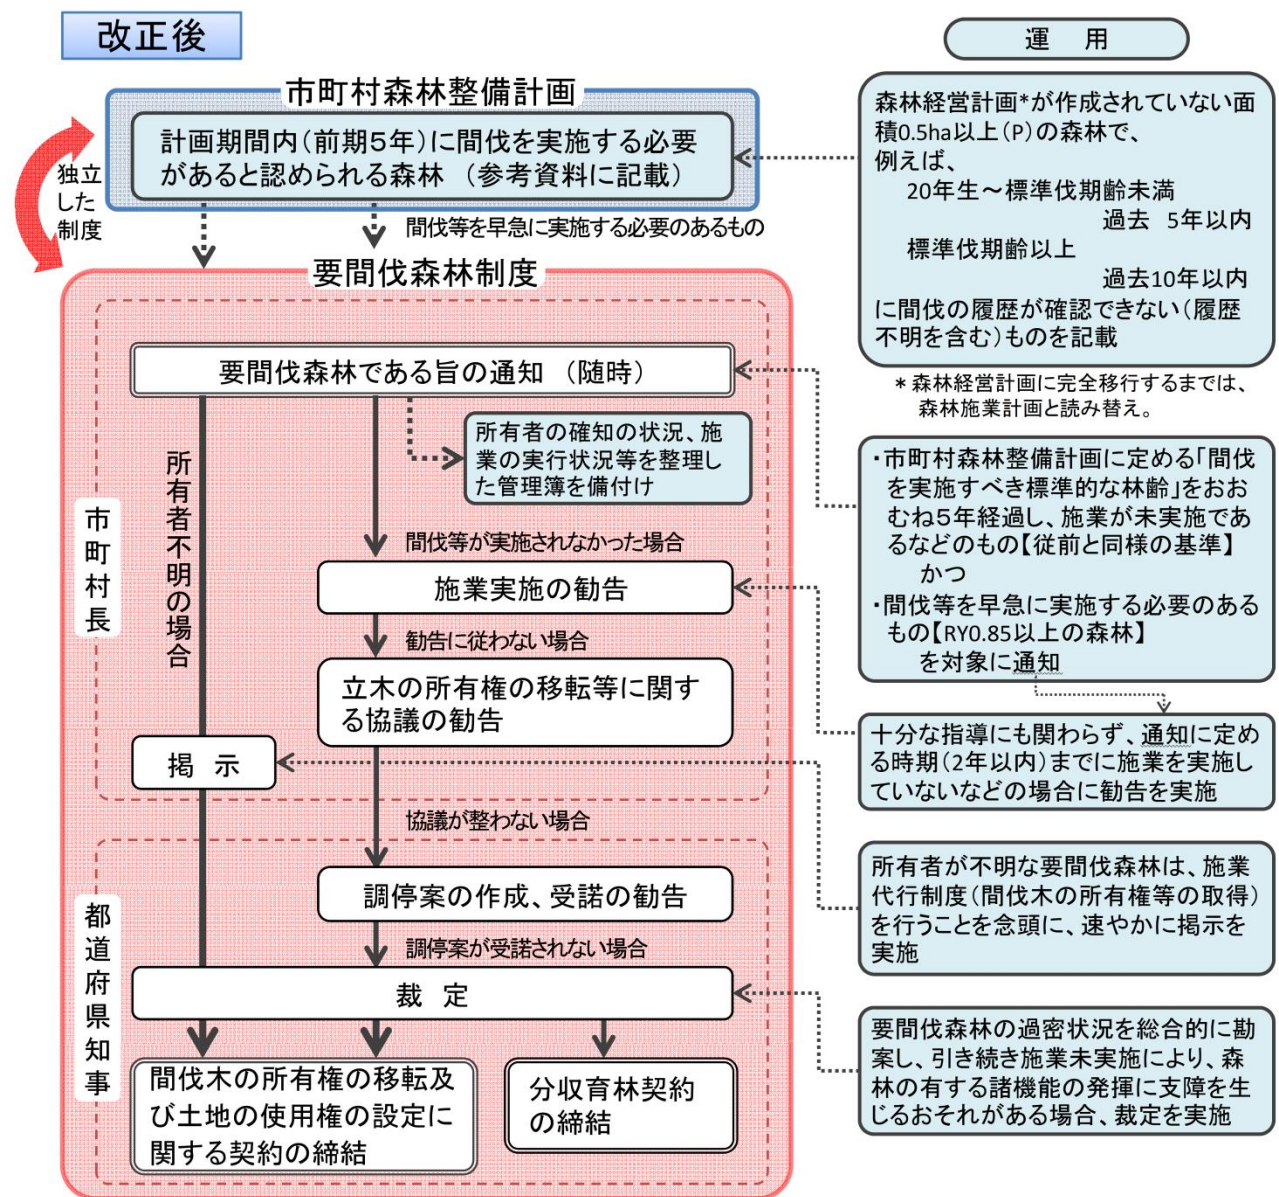 改正後
市町村森林整備計画
計画期間内（前期５年）に間伐を実施する必要
があると認められる森林　（参考資料に記載）
独立
した
制度
間伐等を早急に実施する必要のあるもの
要間伐森林制度
市町村長
要間伐森林である旨の通知　（随時）
所有者不明の場合
所有者の確知の状況、施
業の実行状況等を整理し
た管理簿を備付け
間伐等が実施されなかった場合
施業実施の勧告
勧告に従わない場合
立木の所有権の移転等に関す
る協議の勧告
掲　示
協議が整わない場合
都道府県知事
調停案の作成、受諾の勧告
調停案が受諾されない場合
裁　定
間伐木の所有権の移転及
び土地の使用権の設定に
関する契約の締結
分収育林契約
の締結
運　用
森林経営計画*が作成されていない面
積0.5ha以上（P）の森林で、
例えば、
20年生～標準伐期齢未満
過去　5年以内
標準伐期齢以上
過去10年以内
に間伐の履歴が確認できない（履歴
不明を含む）ものを記載
* 森林経営計画に完全移行するまでは、
森林施業計画と読み替え。
・市町村森林整備計画に定める「間伐
を実施すべき標準的な林齢」をおお
むね５年経過し、施業が未実施であ
るなどのもの【従前と同様の基準】
かつ
・間伐等を早急に実施する必要のある
もの【RY0.85以上の森林】
を対象に通知
十分な指導にも関わらず、通知に定め
る時期（2年以内）までに施業を実施し
ていないなどの場合に勧告を実施
所有者が不明な要間伐森林は、施業
代行制度（間伐木の所有権等の取得）
を行うことを念頭に、速やかに掲示を
実施
要間伐森林の過密状況を総合的に勘
案し、引き続き施業未実施により、森
林の有する諸機能の発揮に支障を生
じるおそれがある場合、裁定を実施